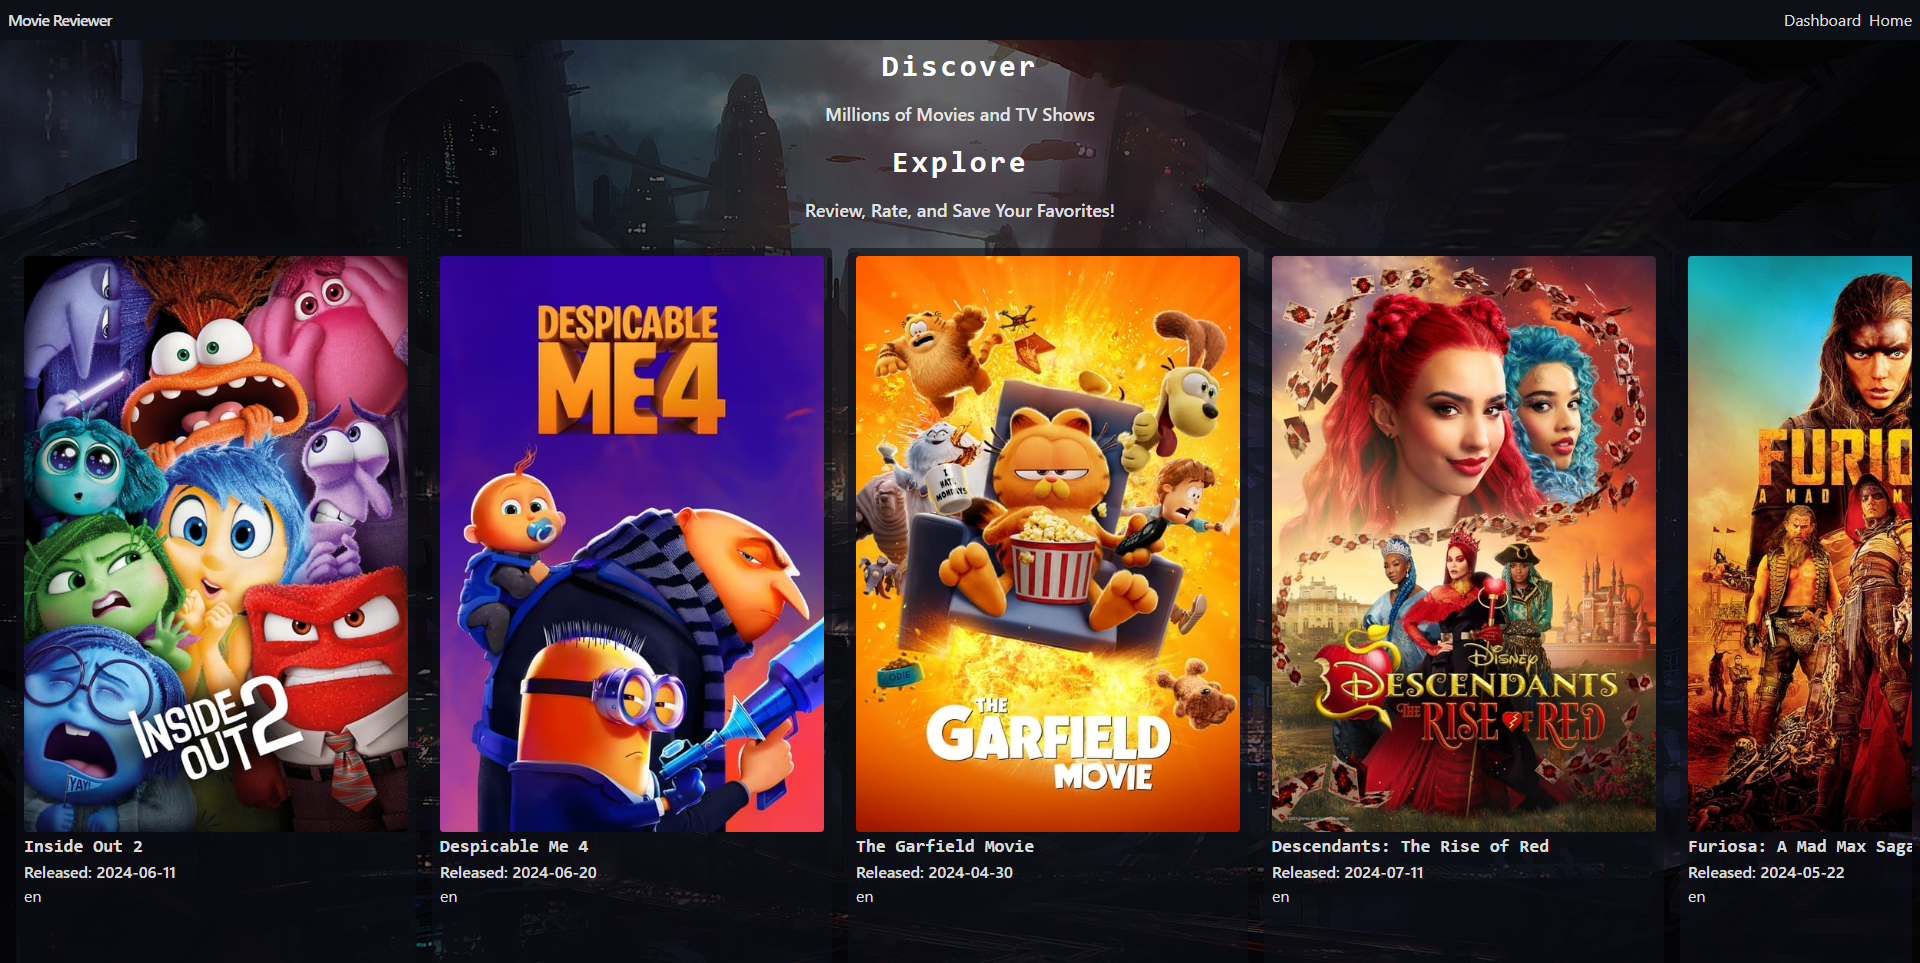 Movie Reviewer
Dashboard Home
Discover
Millions of Movies and TV Shows
Explore
Review, Rate, and Save Your Favorites!
YAY!
INSIDE
OUT 2
DESPICABLE
ME 4
I
HATE
MONDAYS
ODIE
THE
GARFIELD
MOVIE
Disney
DESCENDANTS
THE RISE OF RED
FURIO
A MAD M
Inside Out 2
Released: 2024-06-11
en
Despicable Me 4
Released: 2024-06-20
en
The Garfield Movie
Released: 2024-04-30
en
Descendants: The Rise of Red
Released: 2024-07-11
en
Furiosa: A Mad Max Saga
Released: 2024-05-22
en